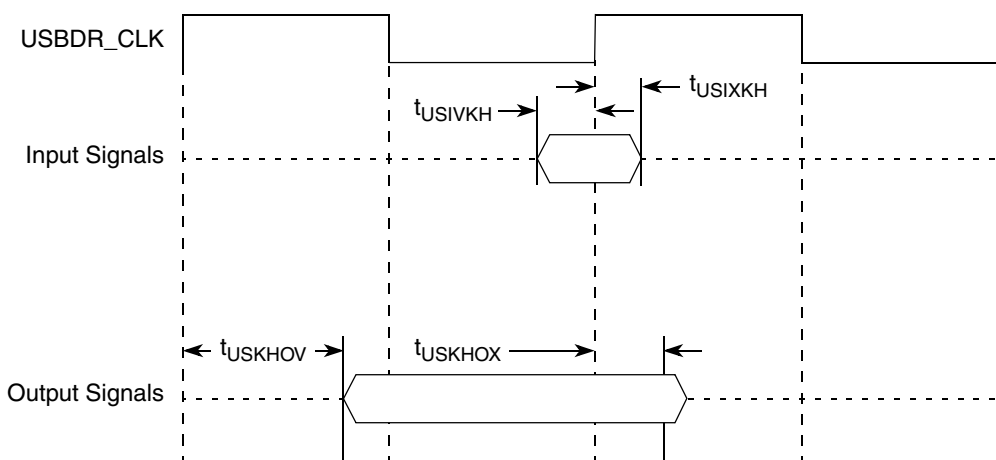 USBDR_CLK
tUSIXKH
tUSIVKH
Input Signals
tUSKHOV
tUSKHOX
Output Signals